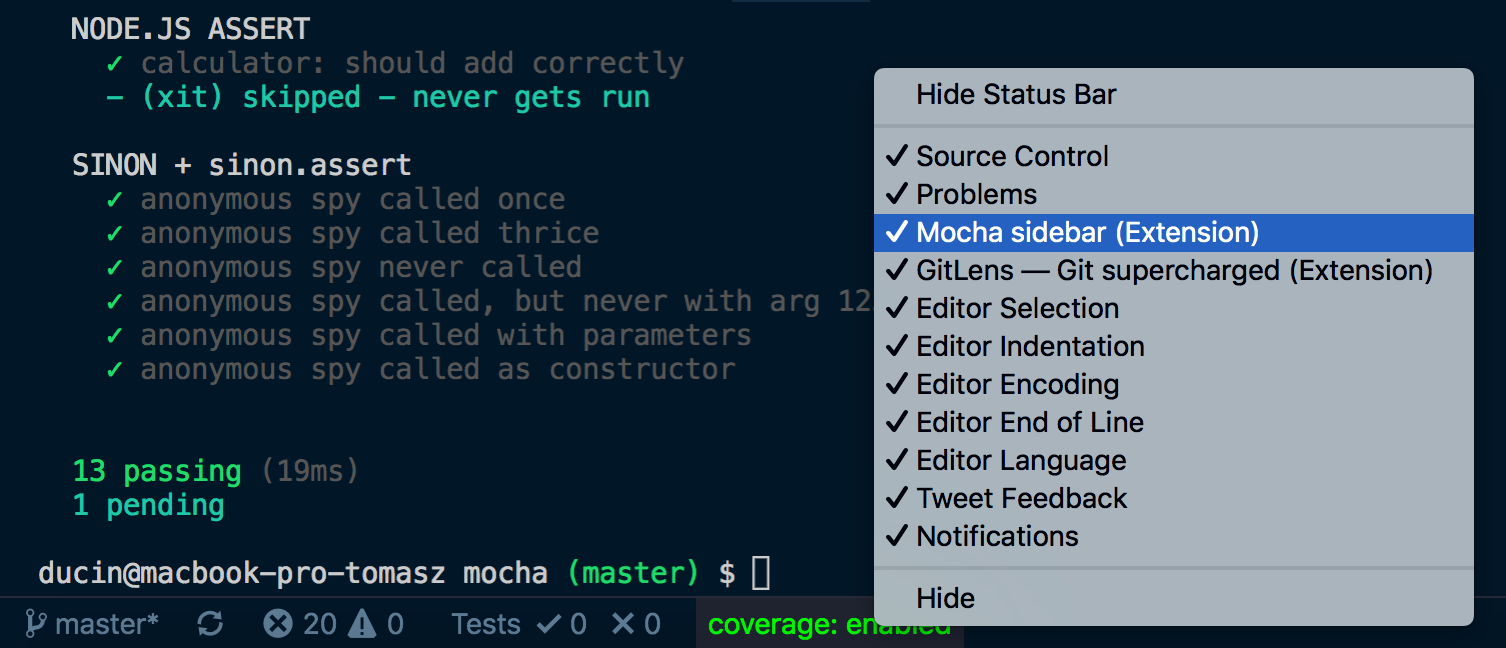 NODE.JS ASSERT
✓ calculator: should add correctly
- (xit) skipped - never gets run
SINON + sinon.assert
✓ anonymous spy called once
✓ anonymous spy called thrice
✓ anonymous spy never called
✓ anonymous spy called, but never with arg 12
✓ anonymous spy called with parameters
✓ anonymous spy called as constructor
13 passing (19ms)
1 pending
ducin@macbook-pro-tomasz mocha (master) $
master* 20 0 Tests ✓ 0 ✕ 0 coverage: enabled
Hide Status Bar
✓ Source Control
✓ Problems
✓ Mocha sidebar (Extension)
✓ GitLens — Git supercharged (Extension)
✓ Editor Selection
✓ Editor Indentation
✓ Editor Encoding
✓ Editor End of Line
✓ Editor Language
✓ Tweet Feedback
✓ Notifications
Hide